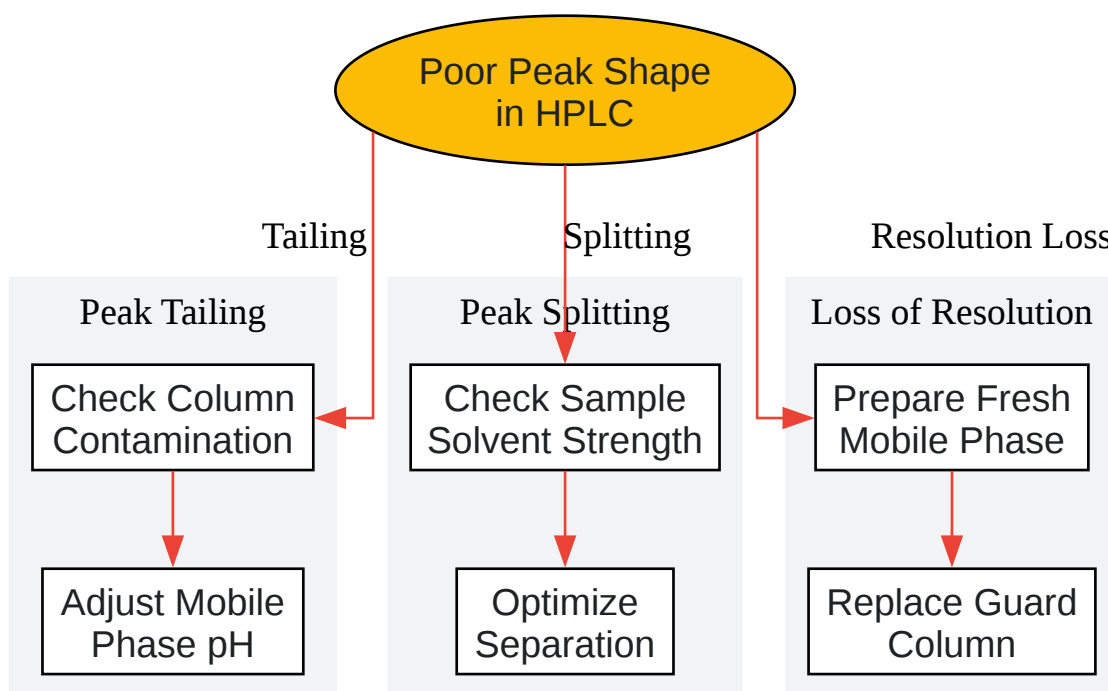 Poor Peak Shape
in HPLC
Tailing
Splitting
Resolution Loss
Peak Tailing
Peak Splitting
Loss of Resolution
Check Column
Contamination
Check Sample
Solvent Strength
Prepare Fresh
Mobile Phase
Adjust Mobile
Phase pH
Optimize
Separation
Replace Guard
Column